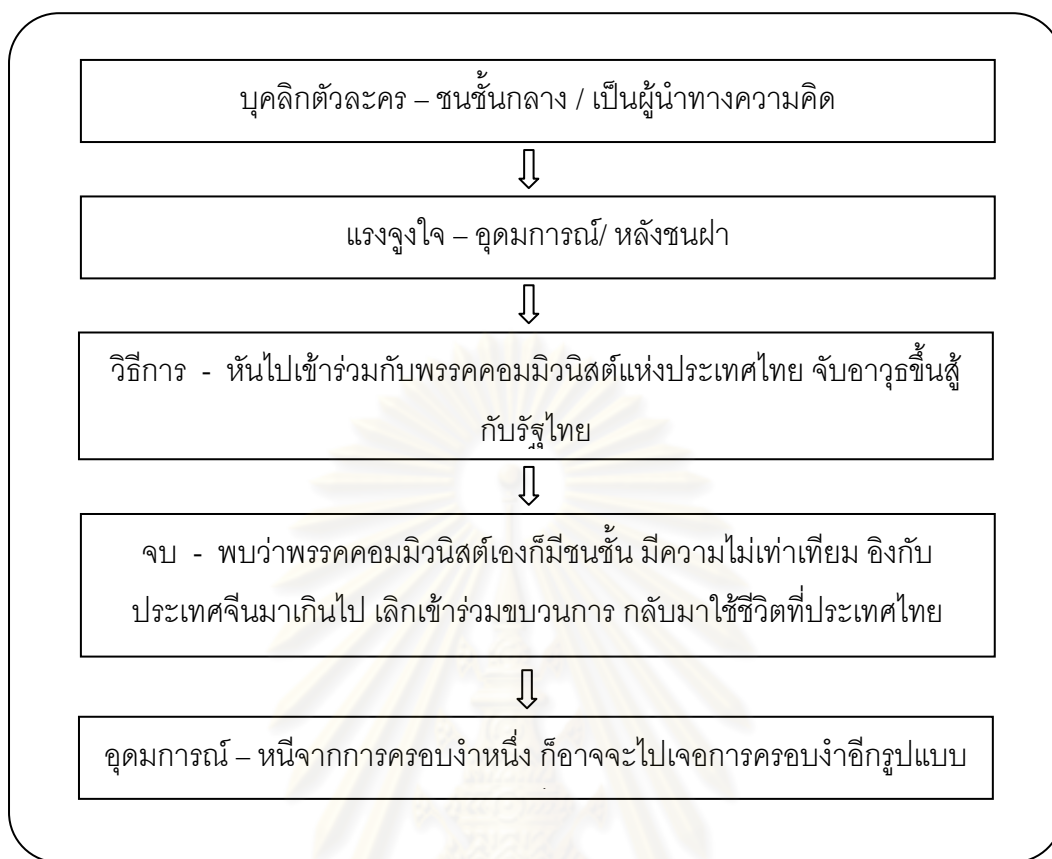 บุคลิกตัวละคร – ชนชั้นกลาง / เป็นผู้นำทางความคิด
แรงจูงใจ – อุดมการณ์/ หลังชนฝา
วิธีการ - หันไปเข้าร่วมกับพรรคคอมมิวนิสต์แห่งประเทศไทย จับอาวุธขึ้นสู้
กับรัฐไทย
จบ - พบว่าพรรคคอมมิวนิสต์เองก็มีชนชั้น มีความไม่เท่าเทียม อิงกับ
ประเทศจีนมาเกินไป เลิกเข้าร่วมขบวนการ กลับมาใช้ชีวิตที่ประเทศไทย
อุดมการณ์ – หนีจากการครอบงำหนึ่ง ก็อาจจะไปเจอการครอบงำอีกรูปแบบ